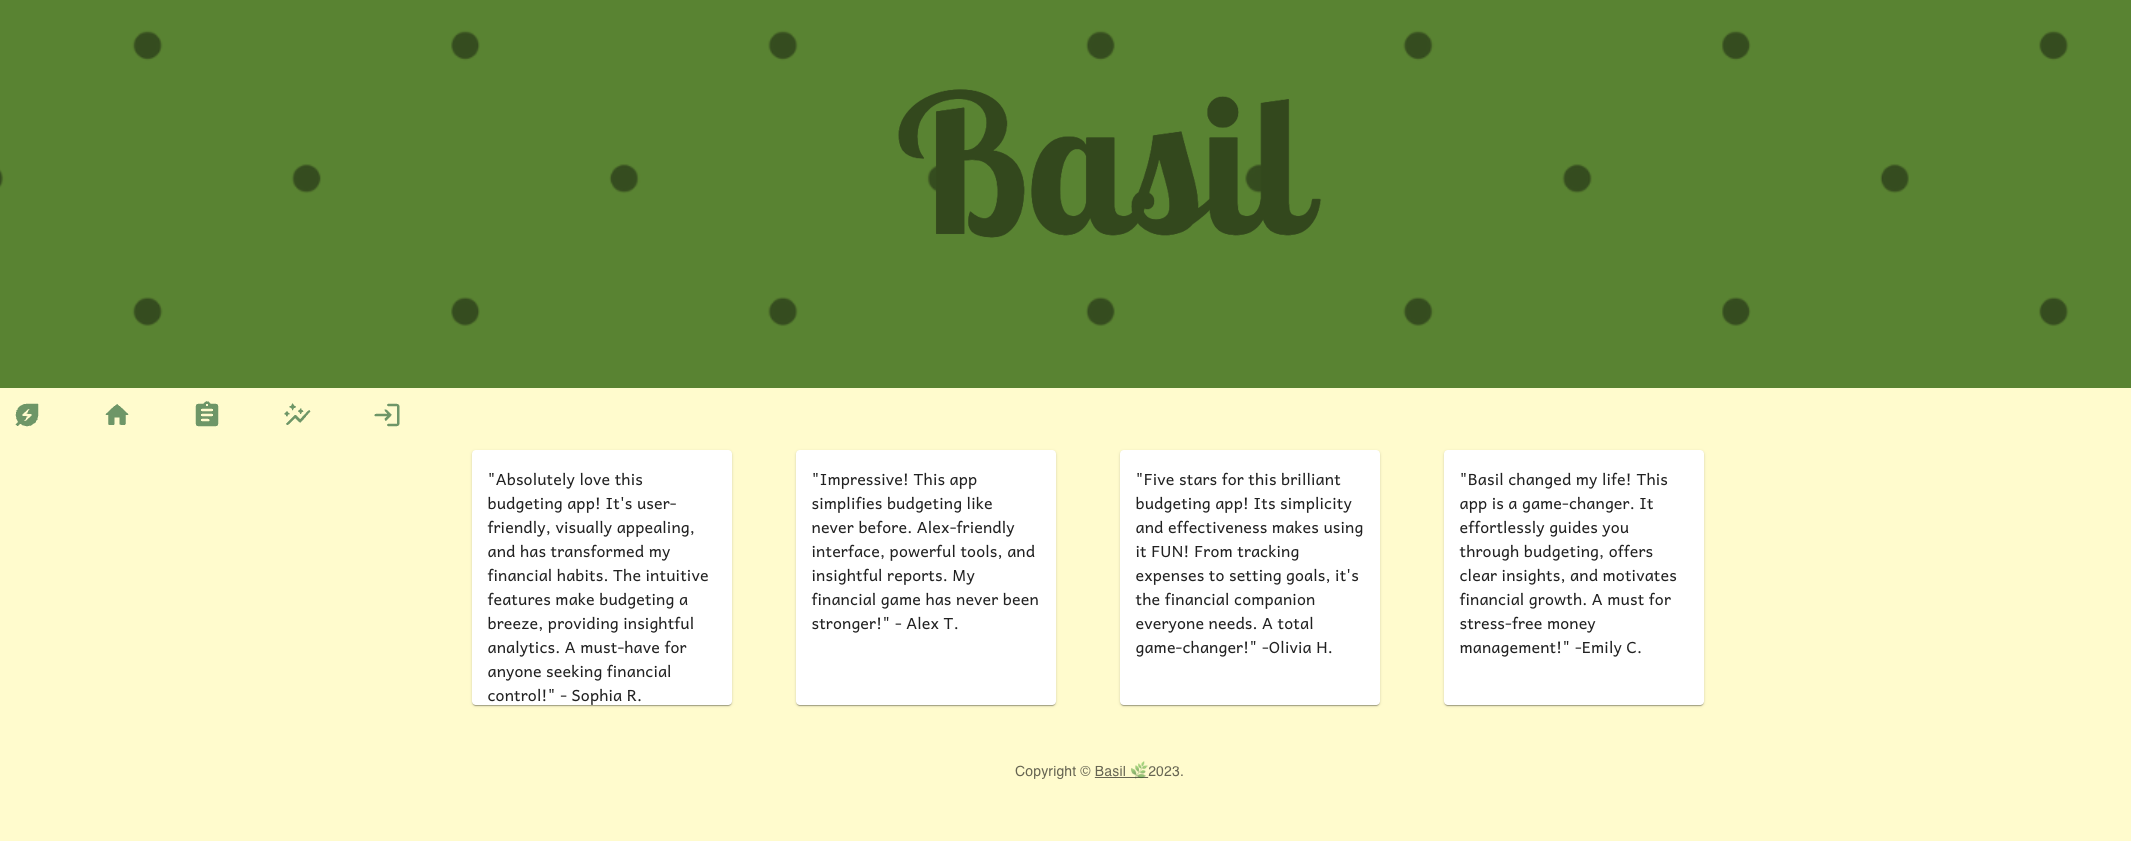 Basil
"Absolutely love this
budgeting app! It's user-
friendly, visually appealing,
and has transformed my
financial habits. The intuitive
features make budgeting a
breeze, providing insightful
analytics. A must-have for
anyone seeking financial
control!" - Sophia R.
"Impressive! This app
simplifies budgeting like
never before. Alex-friendly
interface, powerful tools, and
insightful reports. My
financial game has never been
stronger!" - Alex T.
"Five stars for this brilliant
budgeting app! Its simplicity
and effectiveness makes using
it FUN! From tracking
expenses to setting goals, it's
the financial companion
everyone needs. A total
game-changer!" -Olivia H.
"Basil changed my life! This
app is a game-changer. It
effortlessly guides you
through budgeting, offers
clear insights, and motivates
financial growth. A must for
stress-free money
management!" -Emily C.
Copyright © Basil 🌿2023.